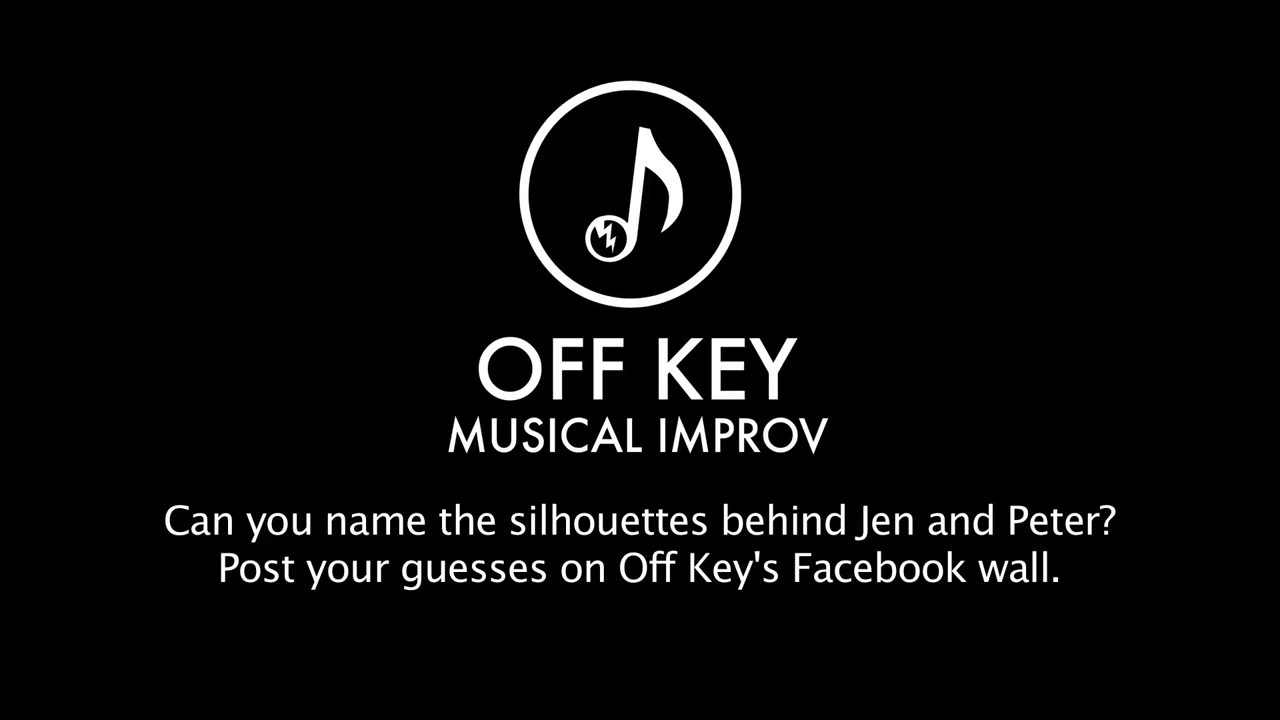 OFF KEY
MUSICAL IMPROV
Can you name the silhouettes behind Jen and Peter?
Post your guesses on Off Key's Facebook wall.